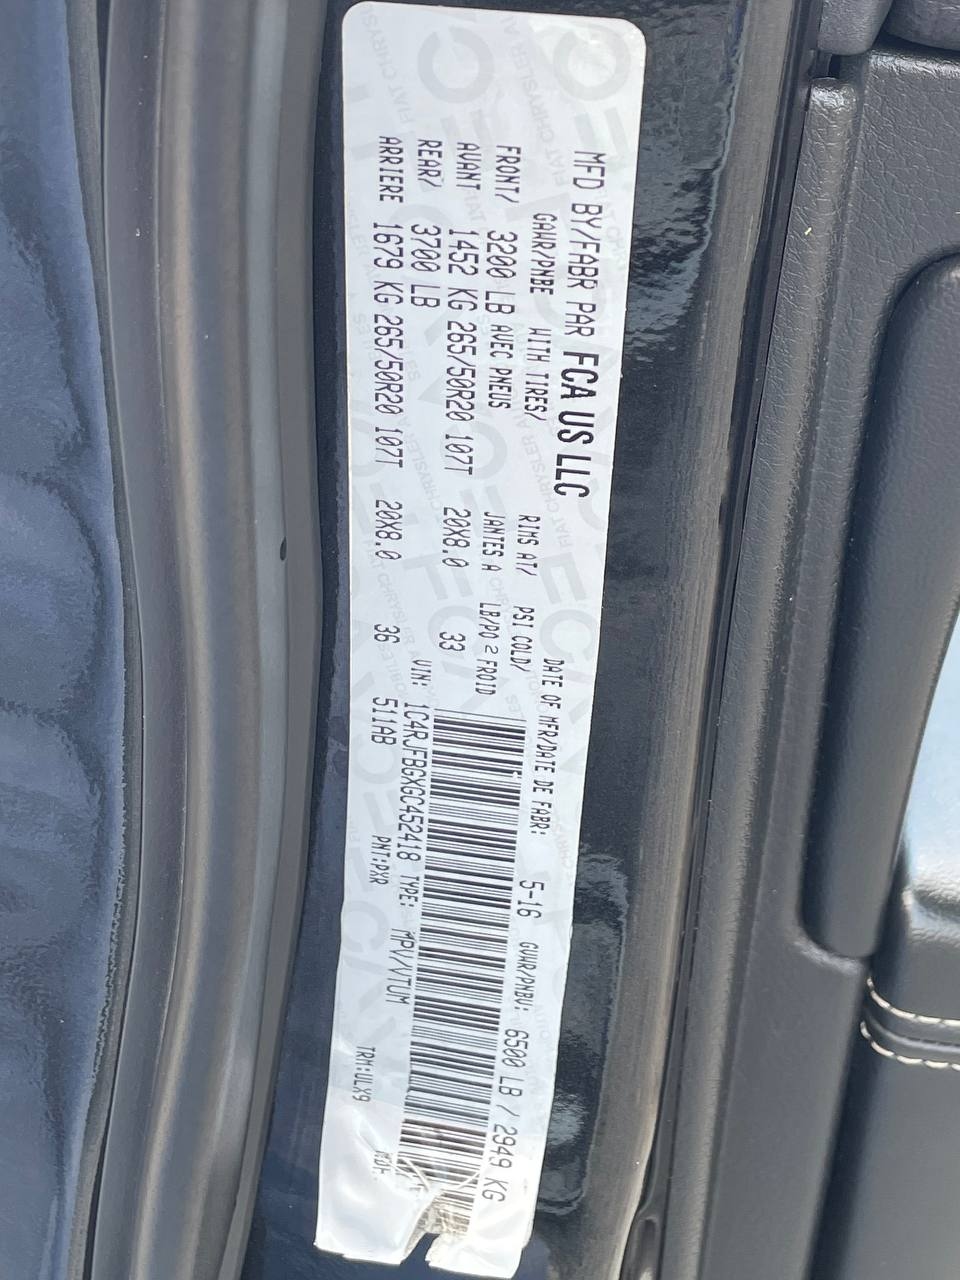 MFD BY/FABR PAR FCA US LLC
DATE OF MFR/DATE DE FABR: 5-16 GVWR/PNBV: 6500 LB / 2949 KG
GAWR/PNBE WITH TIRES/ RIMS AT/ PSI COLD/
FRONT/ 3200 LB AVEC PNEUS JANTES A LB/PO 2 FROID
AVANT 1452 KG 265/50R20 107T 20X8.0 33
REAR/ 3700 LB
ARRIERE 1679 KG 265/50R20 107T 20X8.0 36
VIN: 1C4RJFBGXGC452418 TYPE: MPV/VTUM
511AB PNT:PXR TRM:ULX9